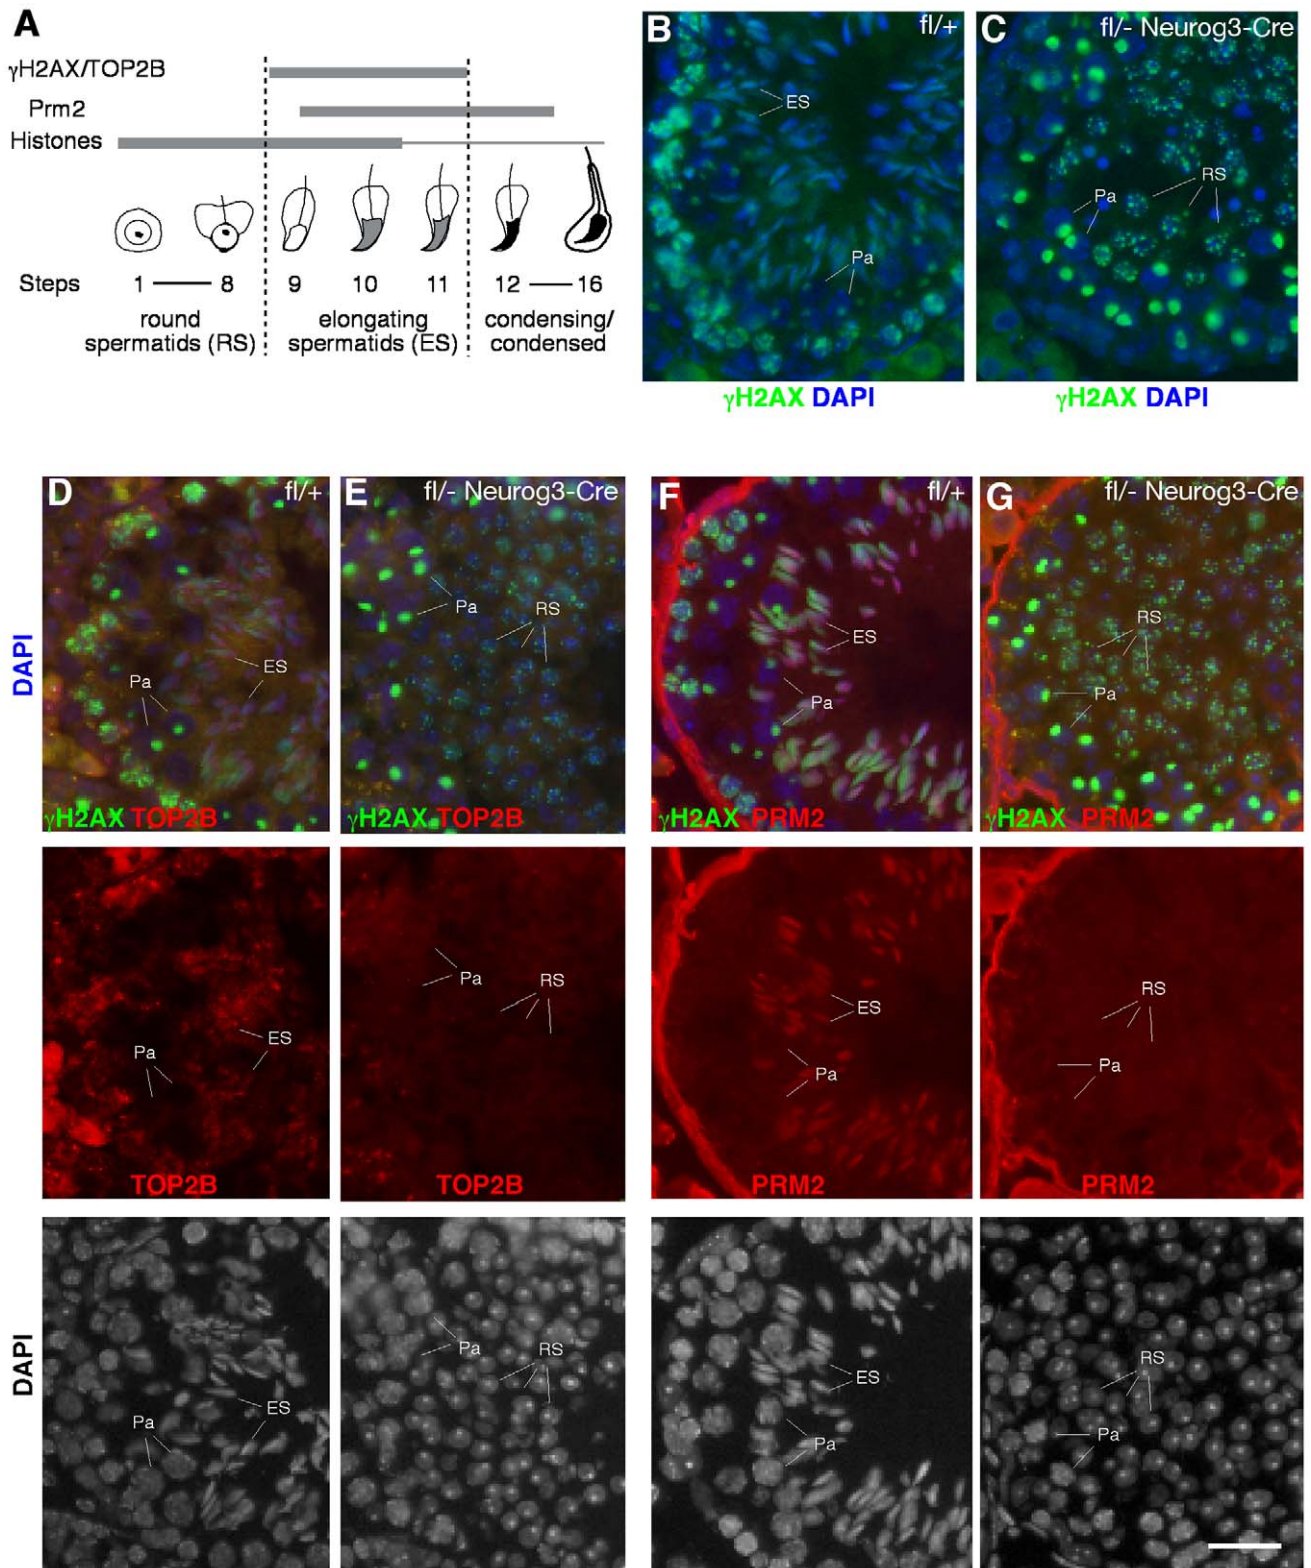 A
γH2AX/TOP2B
Prm2
Histones
Steps 1 8 9 10 11 12 16
round spermatids (RS)
elongating spermatids (ES)
condensing/ condensed
B fl/+
ES
Pa
γH2AX DAPI
C fl/- Neurog3-Cre
RS
Pa
γH2AX DAPI
DAPI
D fl/+
ES
Pa
γH2AX TOP2B
E fl/- Neurog3-Cre
Pa
RS
γH2AX TOP2B
F fl/+
ES
Pa
γH2AX PRM2
G fl/- Neurog3-Cre
RS
Pa
γH2AX PRM2
ES
Pa
TOP2B
Pa
RS
TOP2B
ES
Pa
PRM2
RS
Pa
PRM2
DAPI
ES
Pa
Pa
RS
ES
Pa
RS
Pa